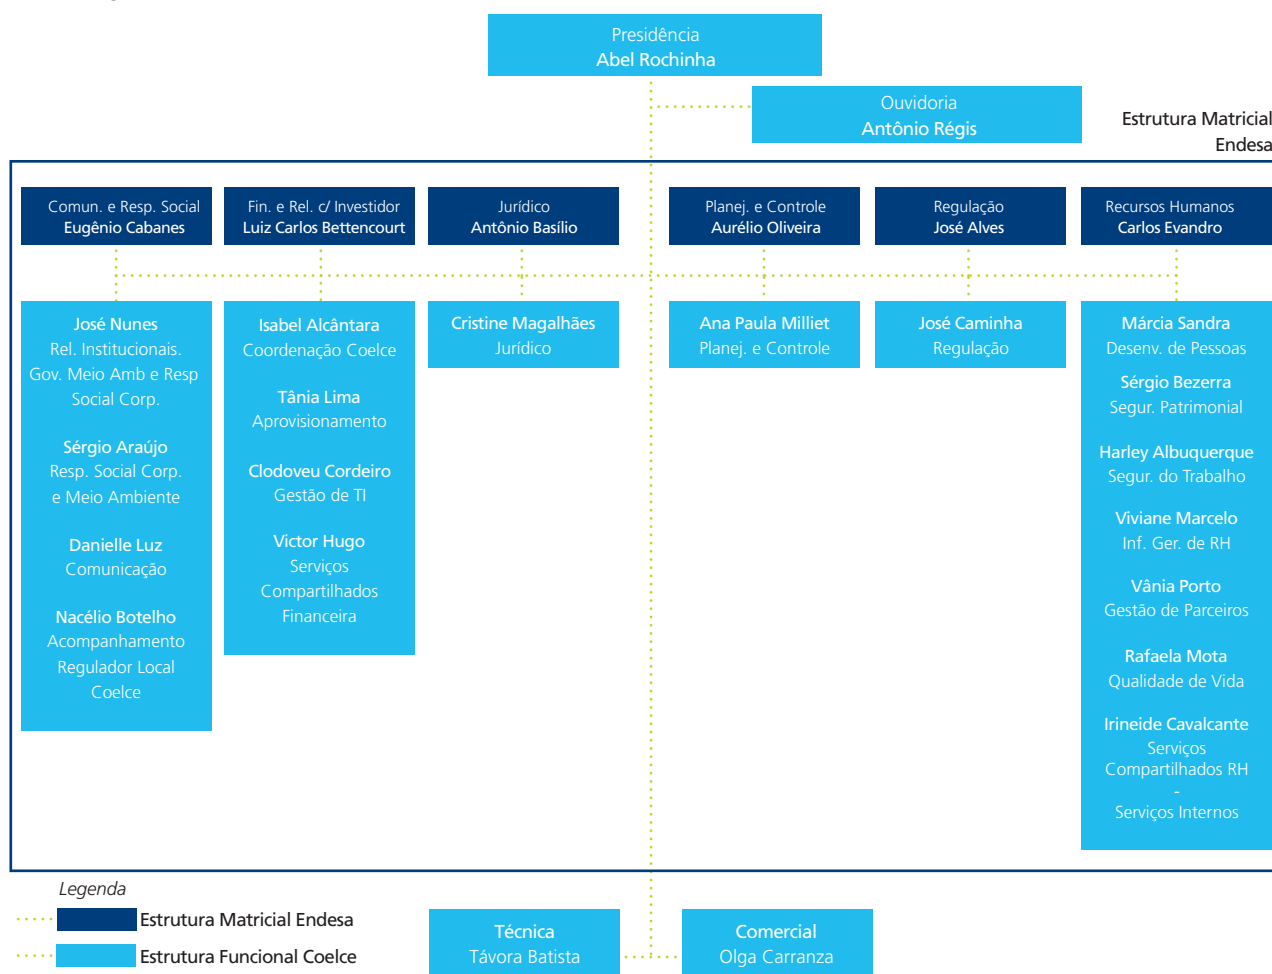 Presidência
Abel Rochinha
Ouvidoria
Antônio Régis
Estrutura Matricial
Endesa
Comun. e Resp. Social
Eugênio Cabanes
Fin. e Rel. c/ Investidor
Luiz Carlos Bettencourt
Jurídico
Antônio Basílio
Planej. e Controle
Aurélio Oliveira
Regulação
José Alves
Recursos Humanos
Carlos Evandro
José Nunes
Rel. Institucionais.
Gov. Meio Amb e Resp
Social Corp.
Sérgio Araújo
Resp. Social Corp.
e Meio Ambiente
Danielle Luz
Comunicação
Nacélio Botelho
Acompanhamento
Regulador Local
Coelce
Isabel Alcântara
Coordenação Coelce
Tânia Lima
Aprovisionamento
Clodoveu Cordeiro
Gestão de TI
Victor Hugo
Serviços
Compartilhados
Financeira
Cristine Magalhães
Jurídico
Ana Paula Milliet
Planej. e Controle
José Caminha
Regulação
Márcia Sandra
Desenv. de Pessoas
Sérgio Bezerra
Segur. Patrimonial
Harley Albuquerque
Segur. do Trabalho
Viviane Marcelo
Inf. Ger. de RH
Vânia Porto
Gestão de Parceiros
Rafaela Mota
Qualidade de Vida
Irineide Cavalcante
Serviços
Compartilhados RH
-
Serviços Internos
Legenda
Estrutura Matricial Endesa
Estrutura Funcional Coelce
Técnica
Távora Batista
Comercial
Olga Carranza